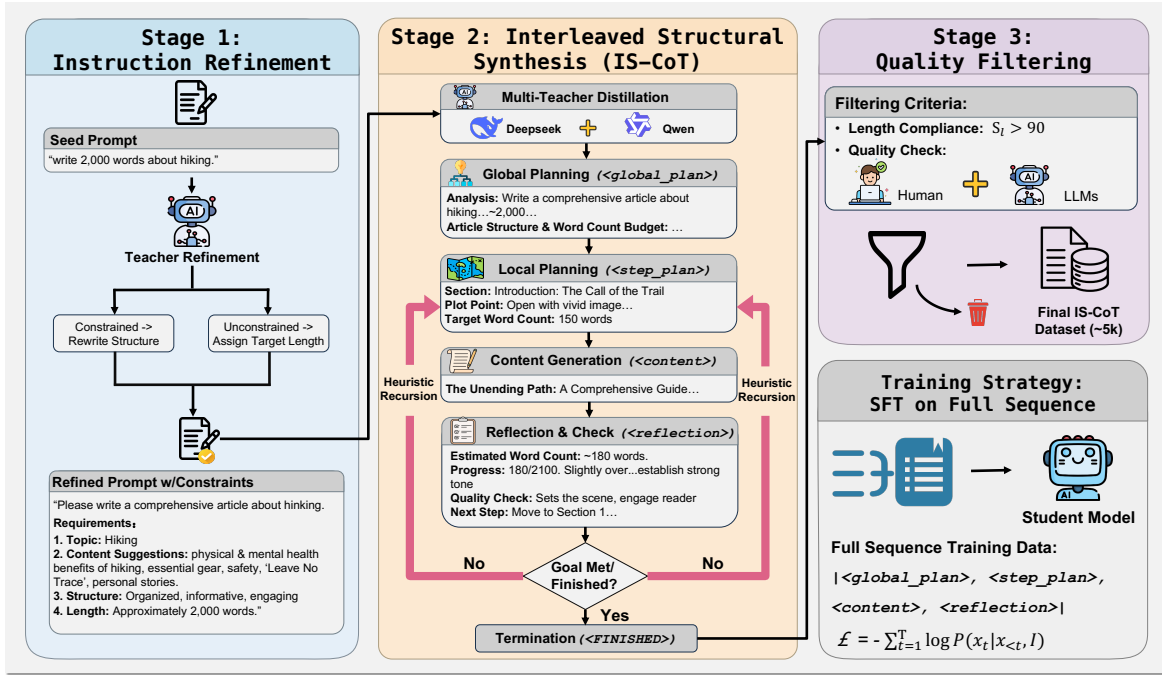 Stage 1:
Instruction Refinement
Seed Prompt
“write 2,000 words about hiking.”
AI
Teacher Refinement
Constrained ->
Rewrite Structure
Unconstrained ->
Assign Target Length
Refined Prompt w/Constraints
“Please write a comprehensive article about hinking.
Requirements:
1. Topic: Hiking
2. Content Suggestions: physical & mental health
benefits of hiking, essential gear, safety, ‘Leave No
Trace’, personal stories.
3. Structure: Organized, informative, engaging
4. Length: Approximately 2,000 words.”
Stage 2: Interleaved Structural
Synthesis (IS-CoT)
AI
Multi-Teacher Distillation
Deepseek
Qwen
Global Planning (<global_plan>)
Analysis: Write a comprehensive article about
hiking…~2,000…
Article Structure & Word Count Budget: …
Local Planning (<step_plan>)
Section: Introduction: The Call of the Trail
Plot Point: Open with vivid image…
Target Word Count: 150 words
Content Generation (<content>)
The Unending Path: A Comprehensive Guide…
Heuristic
Recursion
Heuristic
Recursion
Reflection & Check (<reflection>)
Estimated Word Count: ~180 words.
Progress: 180/2100. Slightly over...establish strong
tone
Quality Check: Sets the scene, engage reader
Next Step: Move to Section 1…
No
Goal Met/
Finished?
No
Yes
Termination (<FINISHED>)
Stage 3:
Quality Filtering
Filtering Criteria:
• Length Compliance: S_l > 90
• Quality Check:
Human
AI
LLMs
Final IS-CoT
Dataset (~5k)
Training Strategy:
SFT on Full Sequence
AI
Student Model
Full Sequence Training Data:
|<global_plan>, <step_plan>,
<content>, <reflection>|
£ = - ∑_{t=1}^{T} log P(x_t|x_{<t}, I)